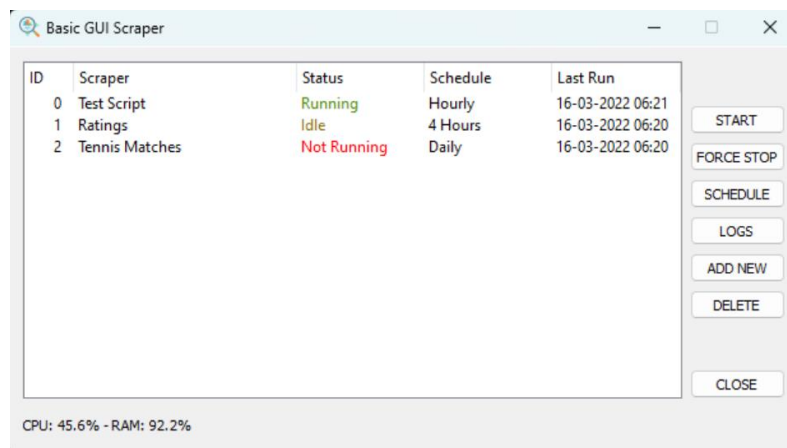 Basic GUI Scraper
ID Scraper Status Schedule Last Run
0 Test Script Running Hourly 16-03-2022 06:21
1 Ratings Idle 4 Hours 16-03-2022 06:20
2 Tennis Matches Not Running Daily 16-03-2022 06:20
START
FORCE STOP
SCHEDULE
LOGS
ADD NEW
DELETE
CLOSE
CPU: 45.6% - RAM: 92.2%